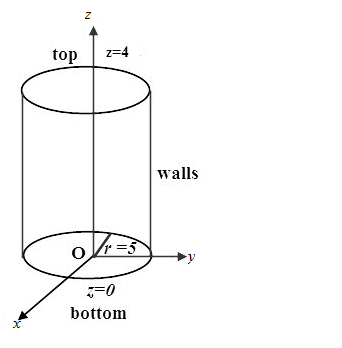 z
top z=4
walls
O r =5 y
z=0
x
bottom